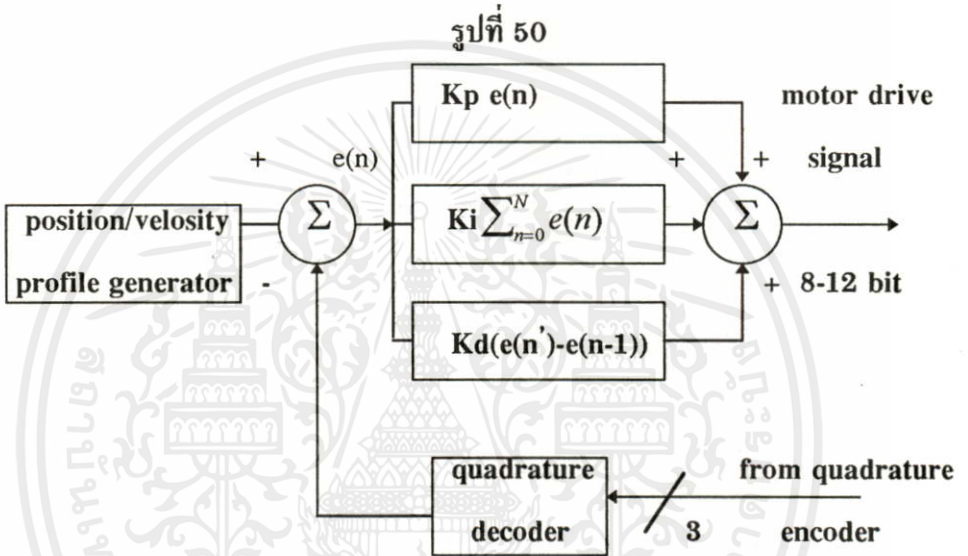 รูปที่ 50
Kp e(n)
motor drive
signal
+ e(n)
+ +
position/velosity
profile generator
Σ
-
Ki ∑_{n=0}^{N} e(n)
Σ
+ 8-12 bit
Kd(e(n')-e(n-1))
quadrature
decoder
3
from quadrature
encoder